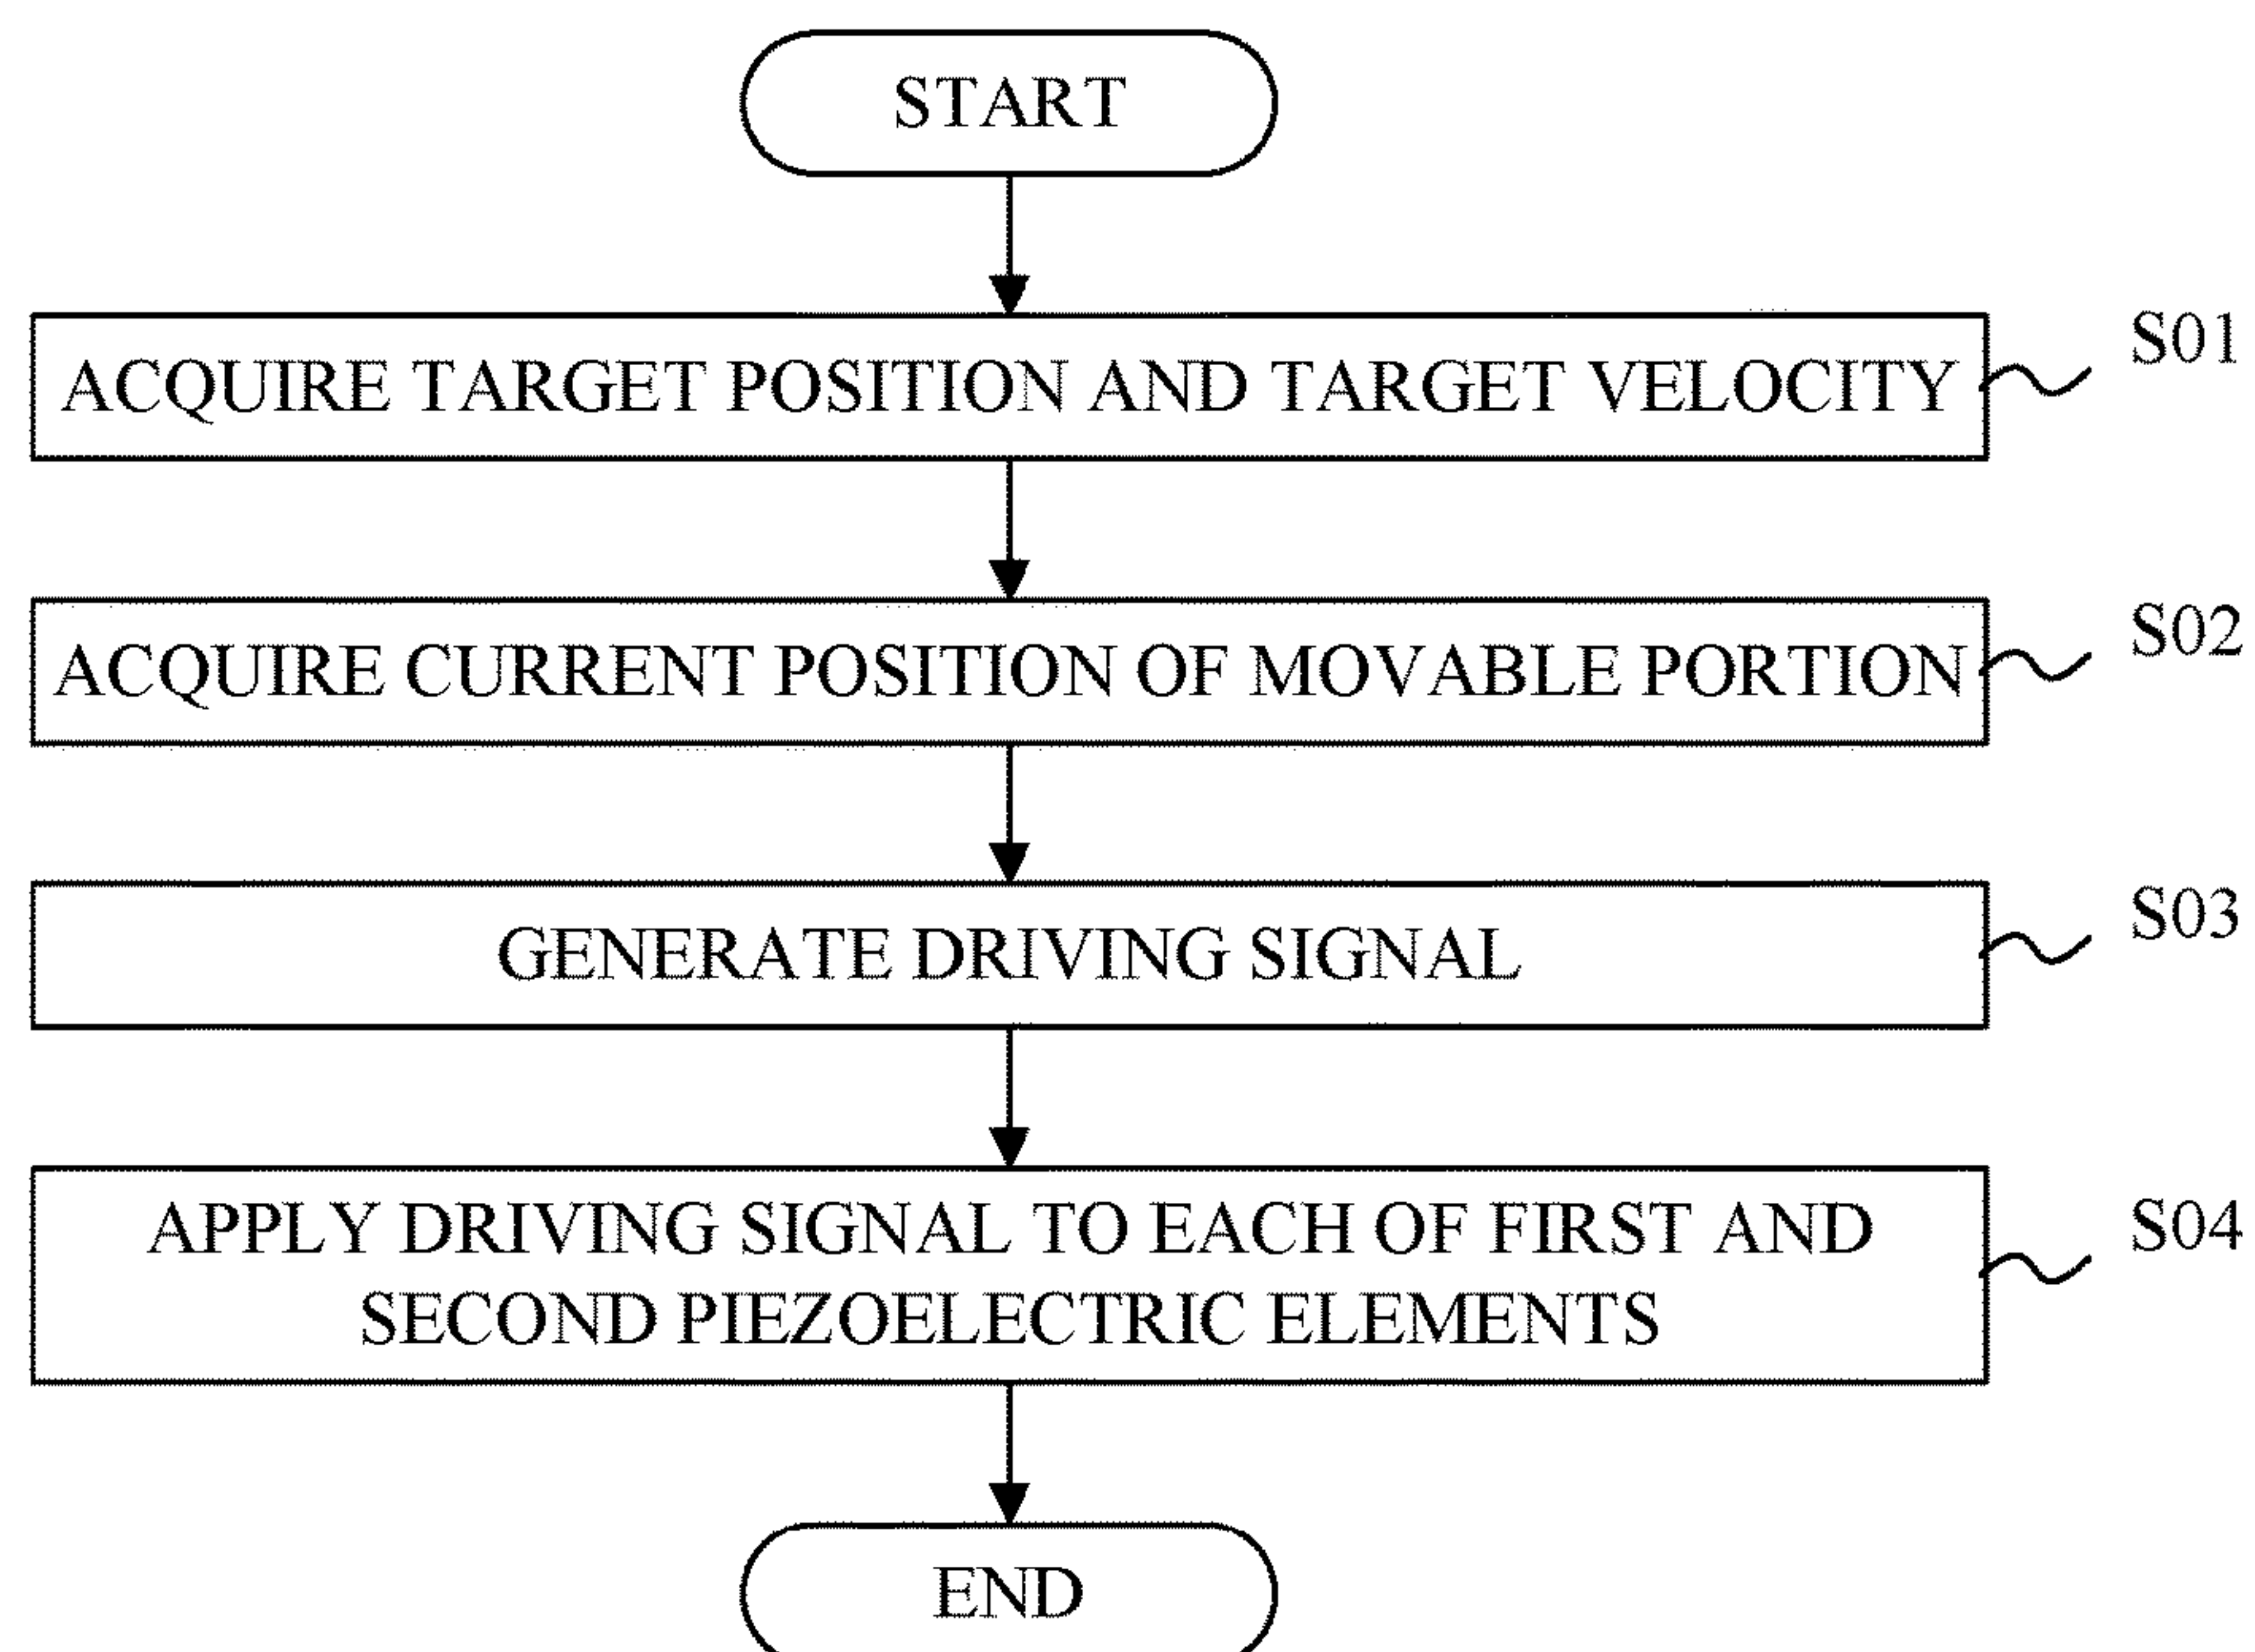 START
ACQUIRE TARGET POSITION AND TARGET VELOCITY
S01
ACQUIRE CURRENT POSITION OF MOVABLE PORTION
S02
GENERATE DRIVING SIGNAL
S03
APPLY DRIVING SIGNAL TO EACH OF FIRST AND
SECOND PIEZOELECTRIC ELEMENTS
S04
END